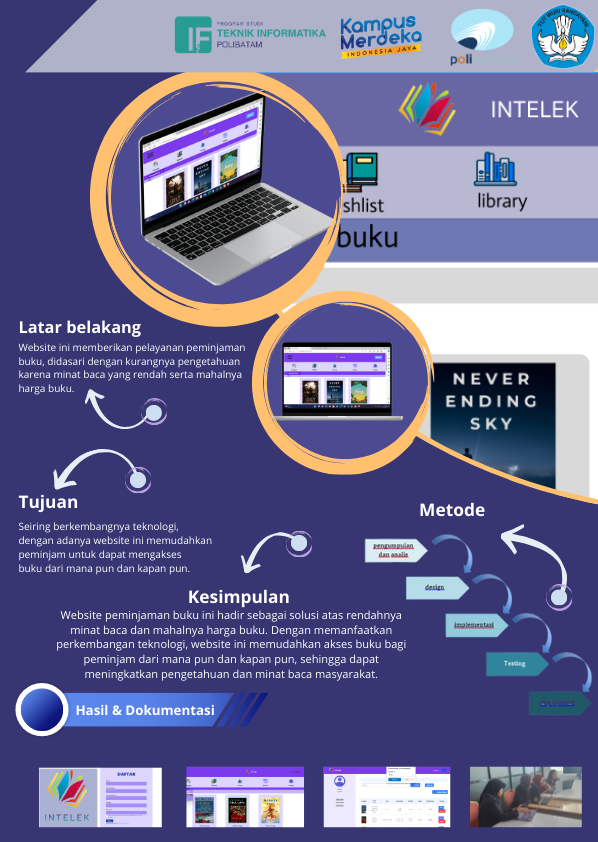 PROGRAM STUDI
TEKNIK INFORMATIKA
POLIBATAM
Kampus
Merdeka
INDONESIA JAYA
poli
TUT WURI HANDAYANI
INTELEK
shlist
library
buku
NEVER
ENDING
SKY
Latar belakang
Website ini memberikan pelayanan peminjaman
buku, didasari dengan kurangnya pengetahuan
karena minat baca yang rendah serta mahalnya
harga buku.
Tujuan
Seiring berkembangnya teknologi,
dengan adanya website ini memudahkan
peminjam untuk dapat mengakses
buku dari mana pun dan kapan pun.
Metode
pengumpulan
dan analis
design
implementasi
Testing
Kesimpulan
Website peminjaman buku ini hadir sebagai solusi atas rendahnya
minat baca dan mahalnya harga buku. Dengan memanfaatkan
perkembangan teknologi, website ini memudahkan akses buku bagi
peminjam dari mana pun dan kapan pun, sehingga dapat
meningkatkan pengetahuan dan minat baca masyarakat.
Hasil & Dokumentasi
INTELEK
DAFTAR